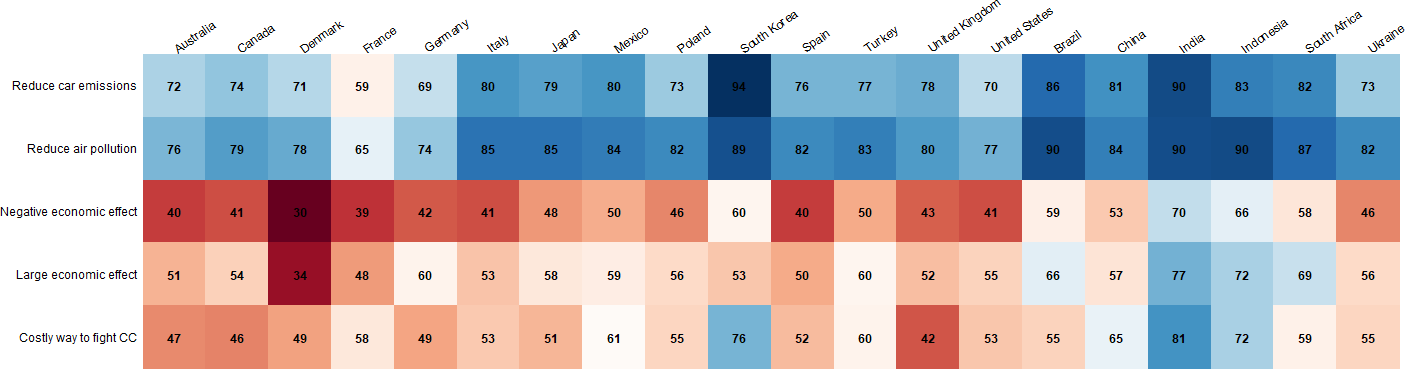 Australia Canada Denmark France Germany Italy Japan Mexico Poland South Korea Spain Turkey United Kingdom United States Brazil China India Indonesia South Africa Ukraine
Reduce car emissions 72 74 71 59 69 80 79 80 73 94 76 77 78 70 86 81 90 83 82 73
Reduce air pollution 76 79 78 65 74 85 85 84 82 89 82 83 80 77 90 84 90 90 87 82
Negative economic effect 40 41 30 39 42 41 48 50 46 60 40 50 43 41 59 53 70 66 58 46
Large economic effect 51 54 34 48 60 53 58 59 56 53 50 60 52 55 66 57 77 72 69 56
Costly way to fight CC 47 46 49 58 49 53 51 61 55 76 52 60 42 53 55 65 81 72 59 55